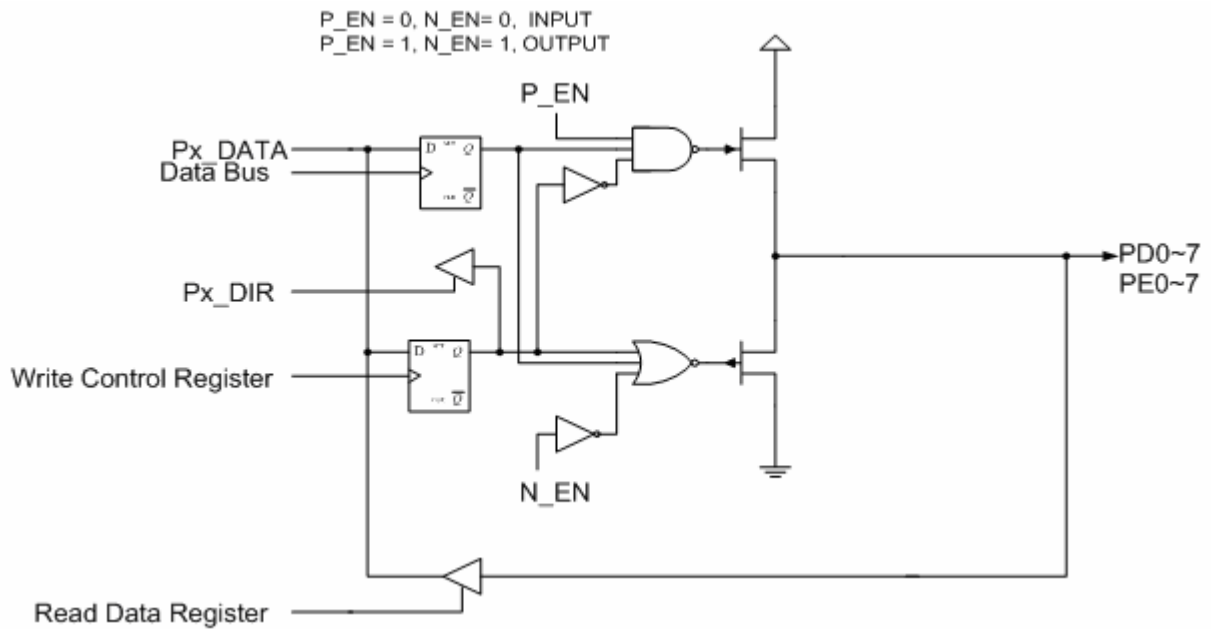 P_EN = 0, N_EN= 0, INPUT
P_EN = 1, N_EN= 1, OUTPUT
P_EN
Px_DATA
Data Bus
D
Q
Q
Px_DIR
PD0~7
PE0~7
D
Q
Q
Write Control Register
N_EN
Read Data Register